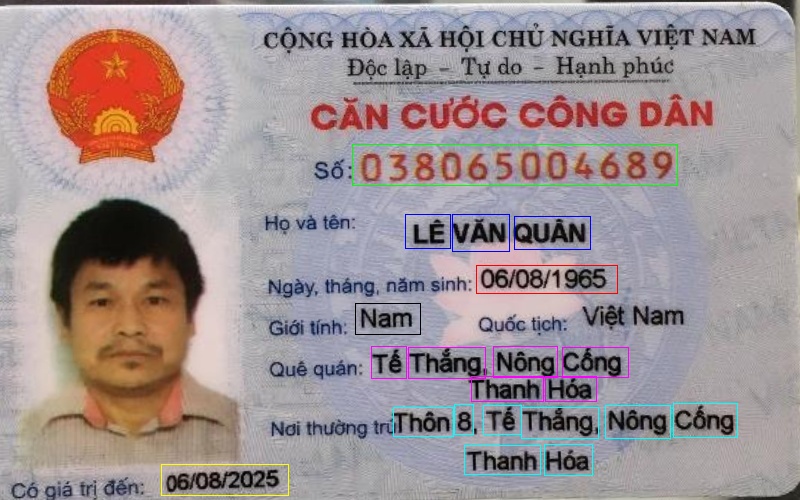 CỘNG HÒA XÃ HỘI CHỦ NGHĨA VIỆT NAM
Độc lập - Tự do - Hạnh phúc
CĂN CƯỚC CÔNG DÂN
Số: 038065004689
Họ và tên: LÊ VĂN QUÂN
Ngày, tháng, năm sinh: 06/08/1965
Giới tính: Nam Quốc tịch: Việt Nam
Quê quán: Tế Thắng, Nông Cống
Thanh Hóa
Nơi thường trú: Thôn 8, Tế Thắng, Nông Cống
Thanh Hóa
Có giá trị đến: 06/08/2025